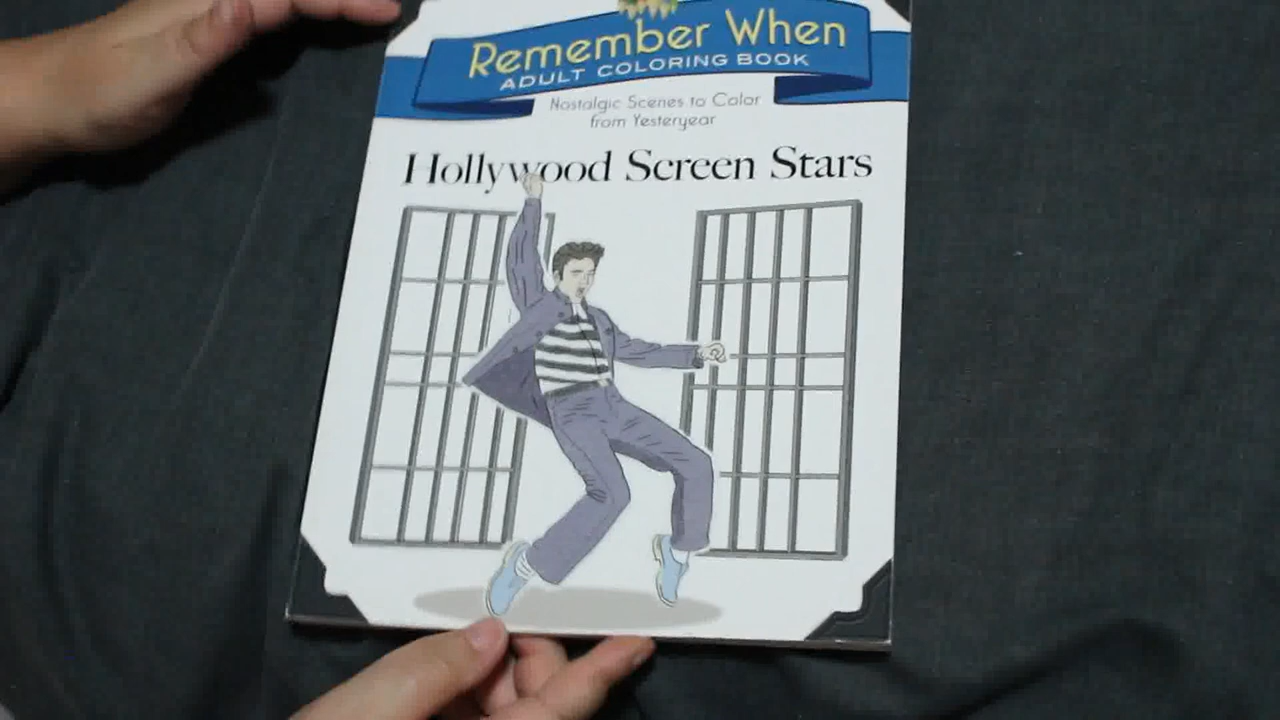 Remember When
ADULT COLORING BOOK
Nostalgic Scenes to Color
from Yesteryear
Hollywood Screen Stars